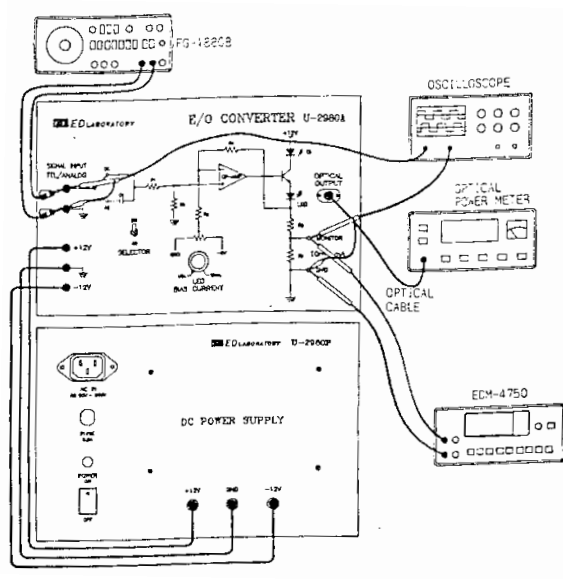 FG-1880B
OSCILLOSCOPE
ED LABORATORY
E/O CONVERTER U-2980A
SIGNAL INPUT
TTL/ANALOG
+12V
OPTICAL
OUTPUT
LED
OPTICAL
POWER METER
SELECTOR
MONITOR
GND
LED
BIAS CURRENT
+12V
-12V
OPTICAL
CABLE
ED LABORATORY U-2980P
AC IN
DC POWER SUPPLY
EDM-4750
POWER
ON
OFF
+12V GND -12V